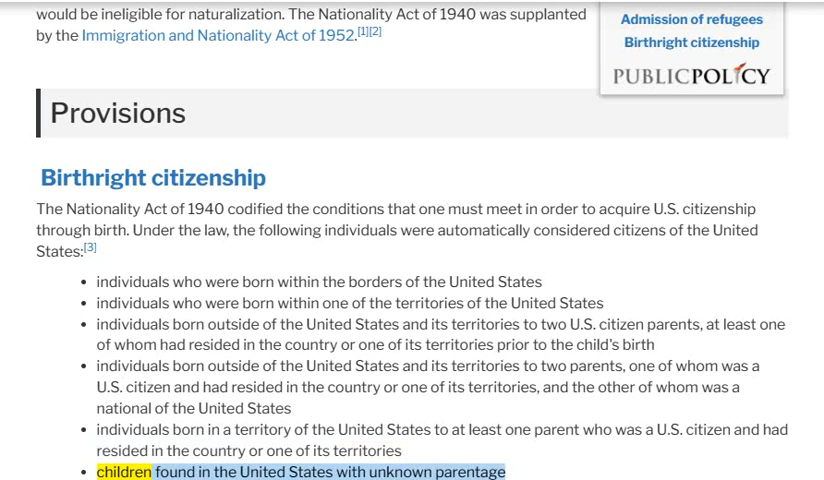 would be ineligible for naturalization. The Nationality Act of 1940 was supplanted
by the Immigration and Nationality Act of 1952.[1][2]
Admission of refugees
Birthright citizenship
PUBLICPOLICY
Provisions
Birthright citizenship
The Nationality Act of 1940 codified the conditions that one must meet in order to acquire U.S. citizenship
through birth. Under the law, the following individuals were automatically considered citizens of the United
States:[3]
• individuals who were born within the borders of the United States
• individuals who were born within one of the territories of the United States
• individuals born outside of the United States and its territories to two U.S. citizen parents, at least one
of whom had resided in the country or one of its territories prior to the child's birth
• individuals born outside of the United States and its territories to two parents, one of whom was a
U.S. citizen and had resided in the country or one of its territories, and the other of whom was a
national of the United States
• individuals born in a territory of the United States to at least one parent who was a U.S. citizen and had
resided in the country or one of its territories
• children found in the United States with unknown parentage